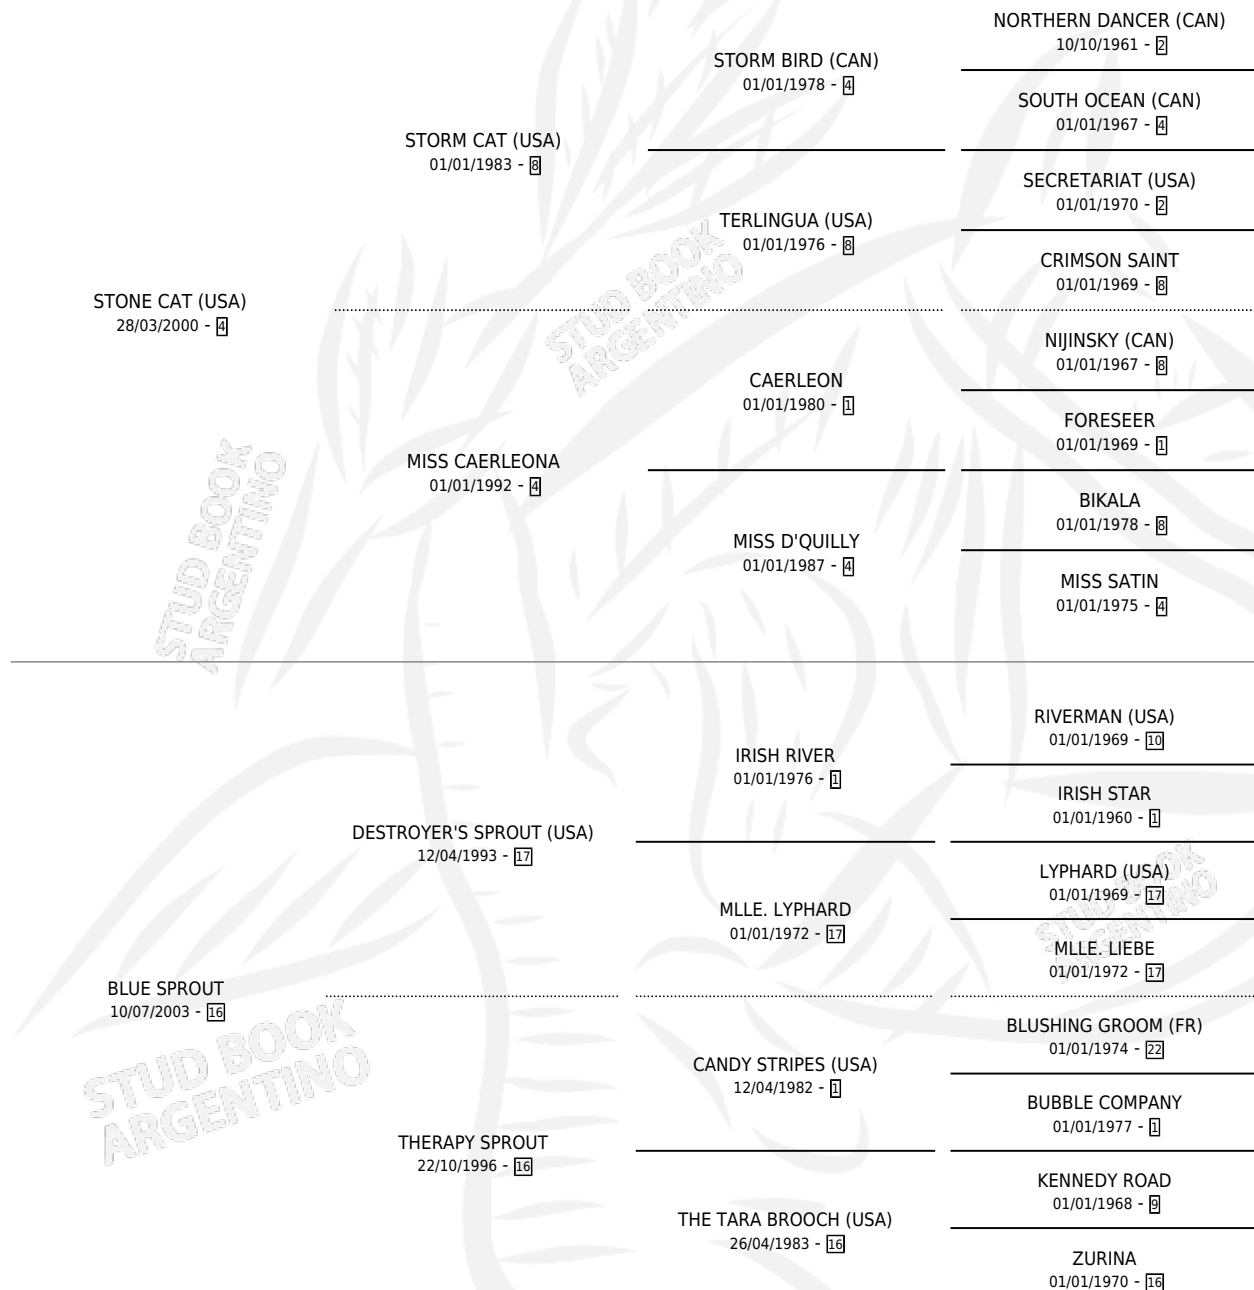 NORTHERN DANCER (CAN)
10/10/1961 - 2
STORM BIRD (CAN)
01/01/1978 - 4
SOUTH OCEAN (CAN)
01/01/1967 - 4
STORM CAT (USA)
01/01/1983 - 8
SECRETARIAT (USA)
01/01/1970 - 2
TERLINGUA (USA)
01/01/1976 - 8
CRIMSON SAINT
01/01/1969 - 8
STONE CAT (USA)
28/03/2000 - 4
STUD BOOK
ARGENTINO
NIJINSKY (CAN)
01/01/1967 - 8
CAERLEON
01/01/1980 - 1
FORESEER
01/01/1969 - 1
MISS CAERLEONA
01/01/1992 - 4
BIKALA
01/01/1978 - 8
MISS D'QUILLY
01/01/1987 - 4
MISS SATIN
01/01/1975 - 4
STUD BOOK
ARGENTINO
RIVERMAN (USA)
01/01/1969 - 10
IRISH RIVER
01/01/1976 - 1
IRISH STAR
01/01/1960 - 1
DESTROYER'S SPROUT (USA)
12/04/1993 - 17
LYPHARD (USA)
01/01/1969 - 17
MLLE. LYPHARD
01/01/1972 - 17
MLLE. LIEBE
01/01/1972 - 17
STUD BOOK
ARGENTINO
BLUE SPROUT
10/07/2003 - 16
BLUSHING GROOM (FR)
01/01/1974 - 22
CANDY STRIPES (USA)
12/04/1982 - 1
BUBBLE COMPANY
01/01/1977 - 1
STUD BOOK
ARGENTINO
THERAPY SPROUT
22/10/1996 - 16
KENNEDY ROAD
01/01/1968 - 9
THE TARA BROOCH (USA)
26/04/1983 - 16
ZURINA
01/01/1970 - 16